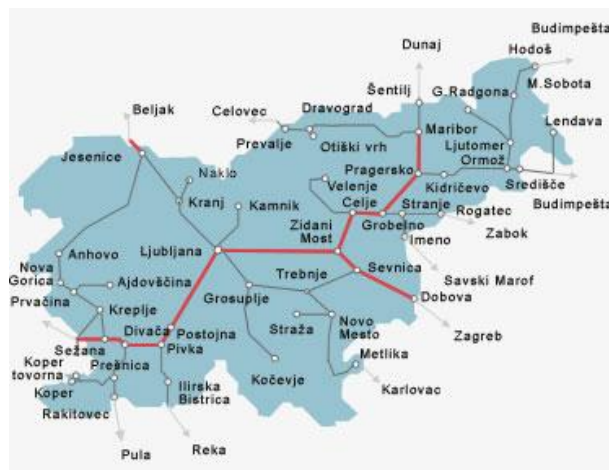 Budimpešta
Hodoš
Dunaj
M.Sobota
Šentilj
G.Radgona
Beljak
Celovec
Dravograd
Lendava
Maribor
Jesenice
Prevalje
Otiški vrh
Ljutomer
Ormož
Pragersko
Naklo
Velenje
Kidričevo
Središče
Kranj
Kamnik
Celje
Stranje
Budimpešta
Rogatec
Zidani
Most
Grobelno
Zabok
Anhovo
Ljubljana
Imeno
Nova
Gorica
Trebnje
Sevnica
Savski Marof
Ajdovščina
Grosuplje
Dobova
Prvačina
Kreplje
Divača
Postojna
Straža
Novo
Mesto
Zagreb
Sežana
Pivka
Metlika
Koper
tovorna
Prešnica
Kočevje
Karlovac
Koper
Ilirska
Bistrica
Rakitovec
Reka
Pula